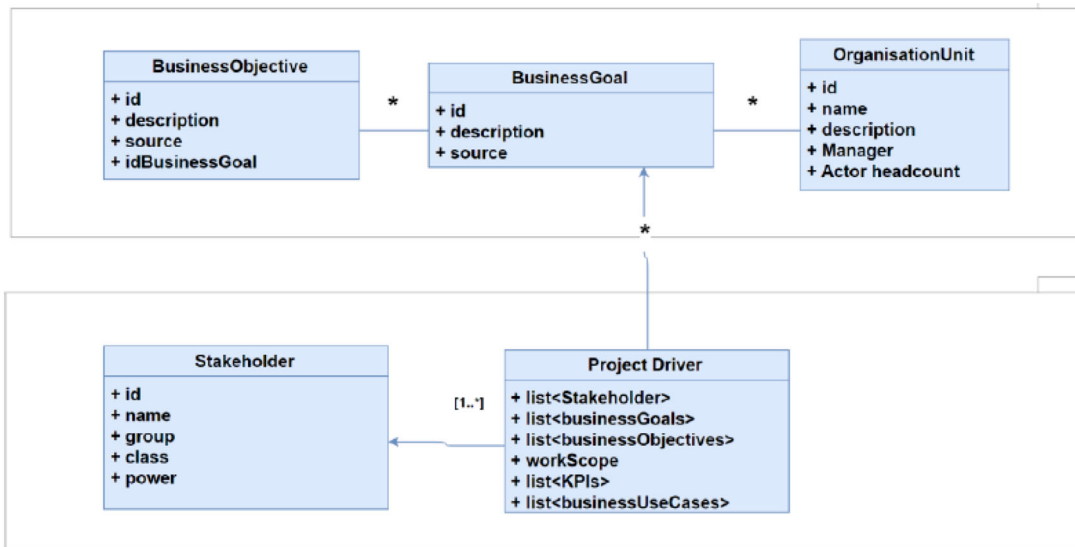 BusinessObjective
+ id
+ description
+ source
+ idBusinessGoal
*
BusinessGoal
+ id
+ description
+ source
*
OrganisationUnit
+ id
+ name
+ description
+ Manager
+ Actor headcount
*
Stakeholder
+ id
+ name
+ group
+ class
+ power
[1..*]
Project Driver
+ list<Stakeholder>
+ list<businessGoals>
+ list<businessObjectives>
+ workScope
+ list<KPIs>
+ list<businessUseCases>